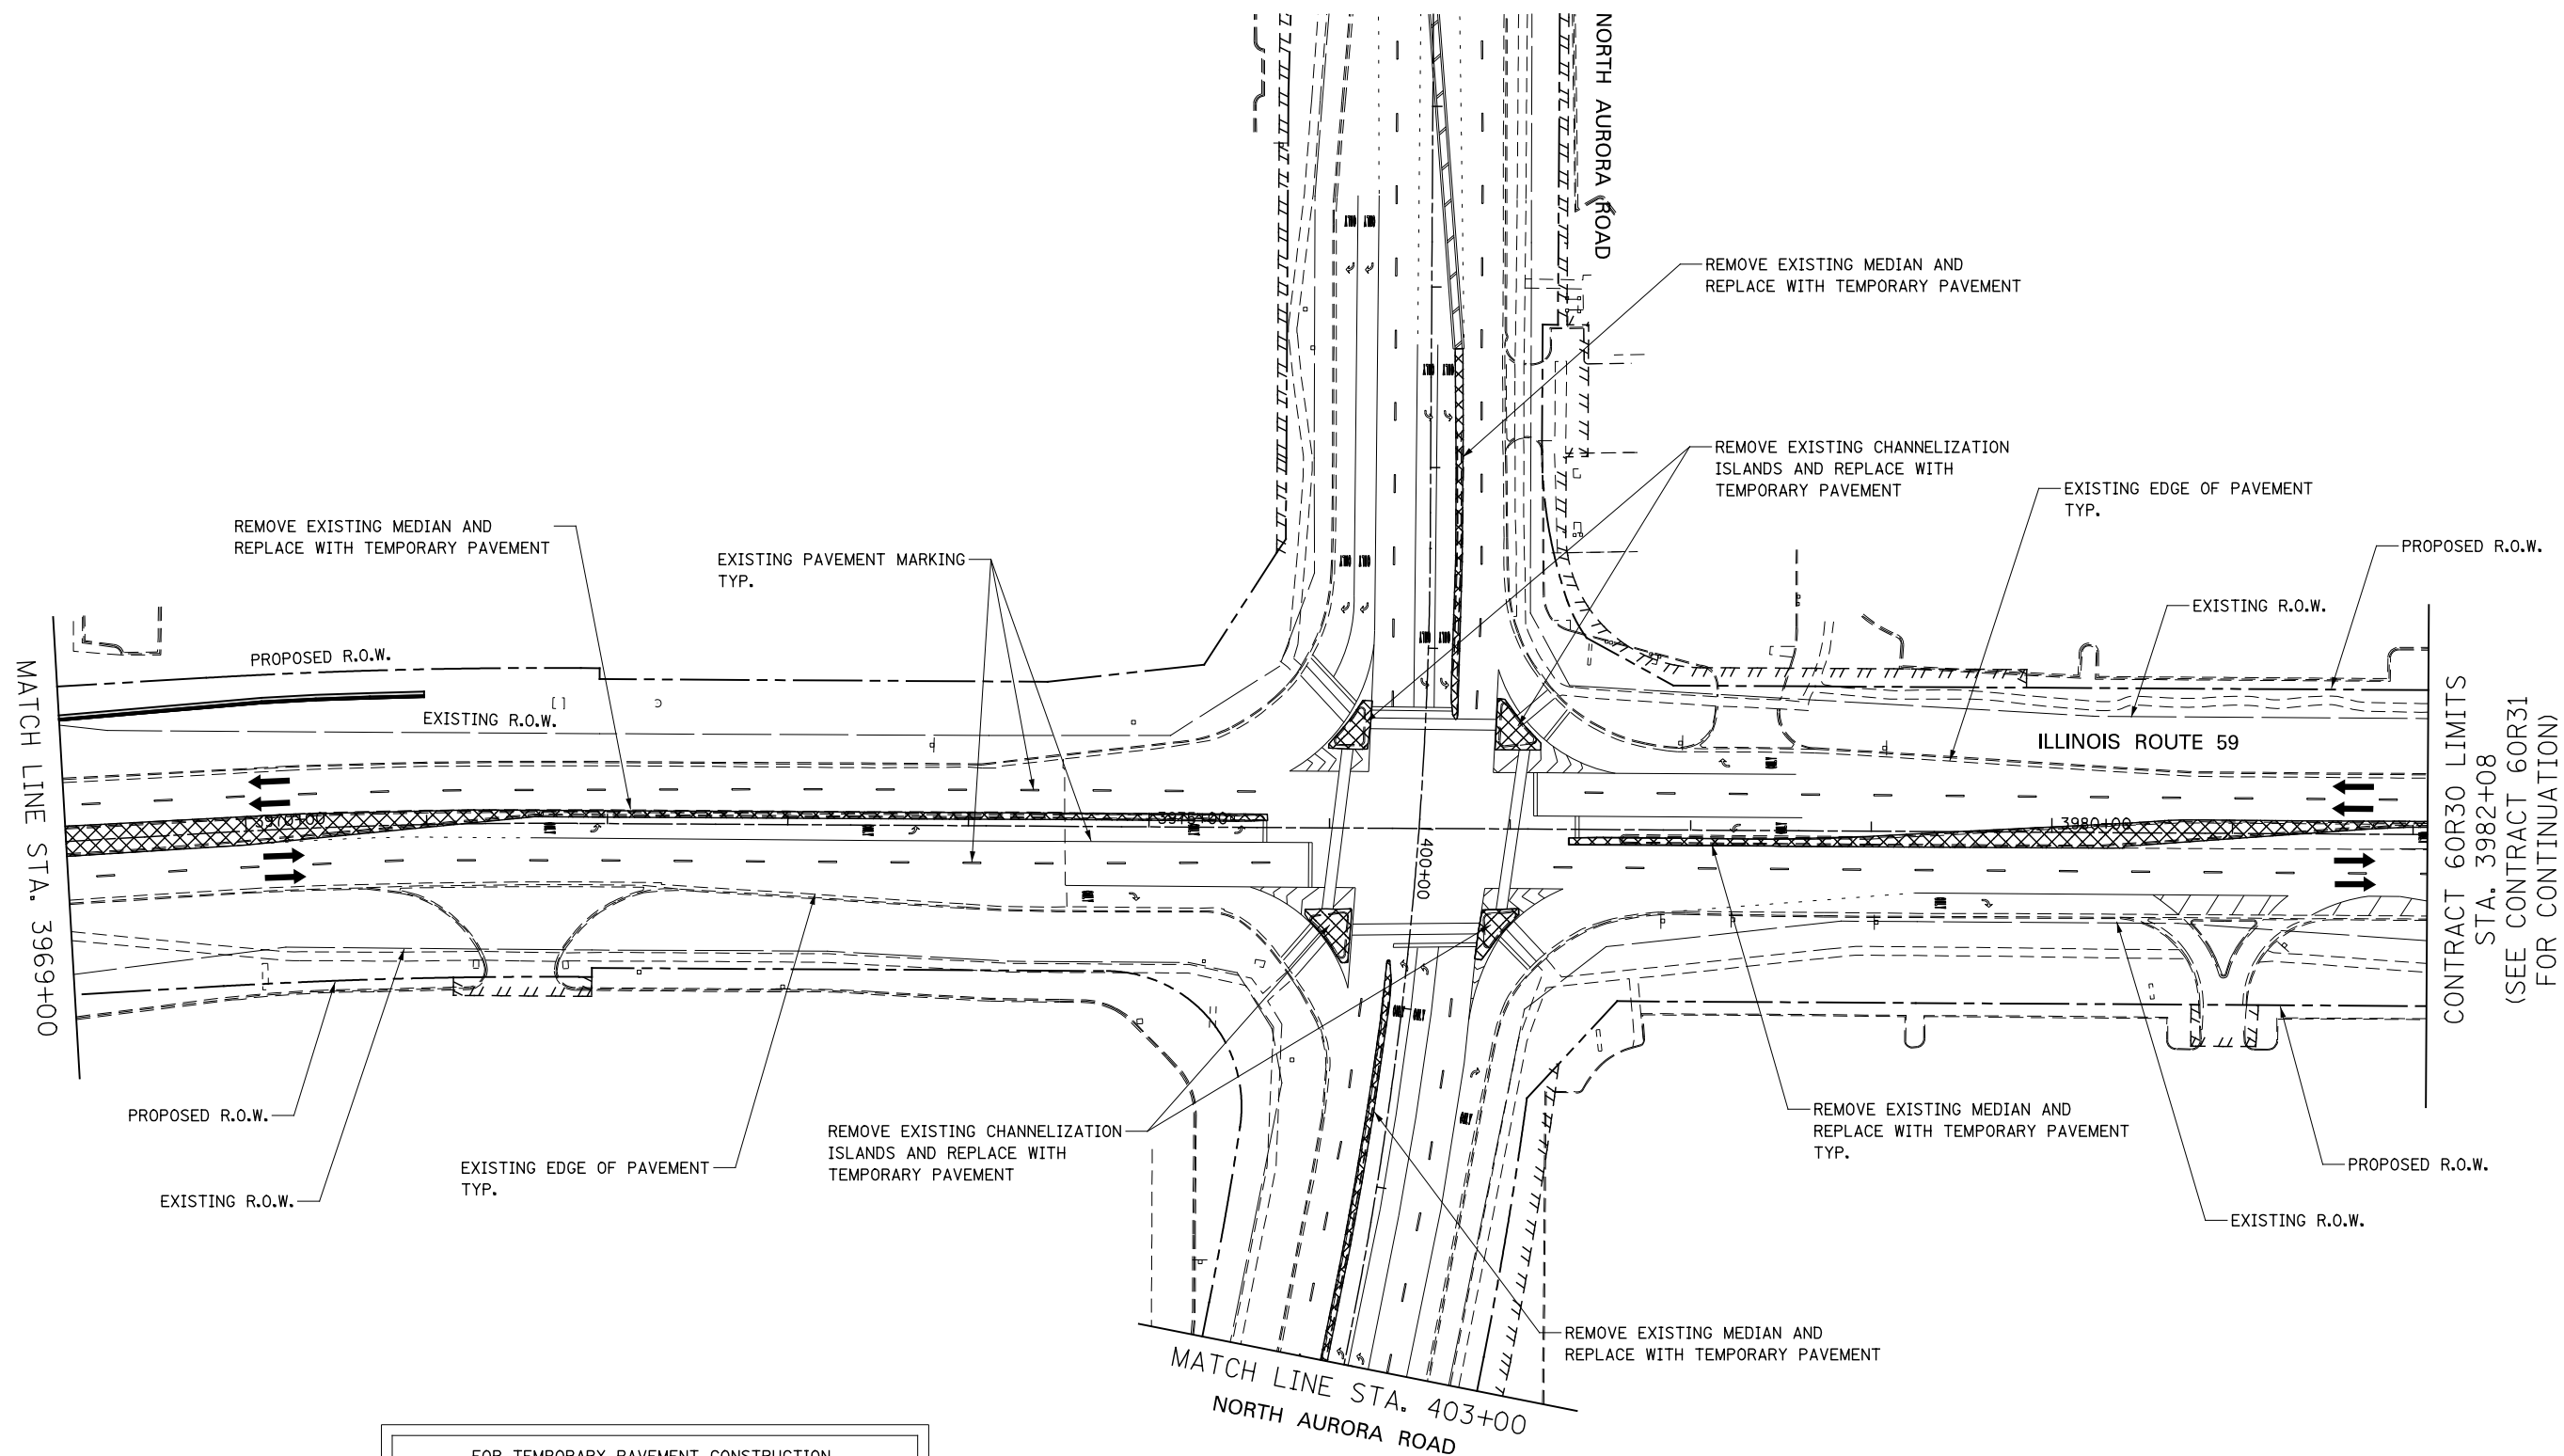 NORTH AURORA ROAD
REMOVE EXISTING MEDIAN AND
REPLACE WITH TEMPORARY PAVEMENT
REMOVE EXISTING CHANNELIZATION
ISLANDS AND REPLACE WITH
TEMPORARY PAVEMENT
EXISTING EDGE OF PAVEMENT
TYP.
REMOVE EXISTING MEDIAN AND
REPLACE WITH TEMPORARY PAVEMENT
EXISTING PAVEMENT MARKING
TYP.
PROPOSED R.O.W.
EXISTING R.O.W.
PROPOSED R.O.W.
EXISTING R.O.W.
ILLINOIS ROUTE 59
MATCH LINE STA. 3969+00
3975+00
3980+00
400+00
CONTRACT 60R30 LIMITS
STA. 3982+08
(SEE CONTRACT 60R31
FOR CONTINUATION)
PROPOSED R.O.W.
EXISTING R.O.W.
EXISTING EDGE OF PAVEMENT
TYP.
REMOVE EXISTING CHANNELIZATION
ISLANDS AND REPLACE WITH
TEMPORARY PAVEMENT
REMOVE EXISTING MEDIAN AND
REPLACE WITH TEMPORARY PAVEMENT
TYP.
PROPOSED R.O.W.
EXISTING R.O.W.
REMOVE EXISTING MEDIAN AND
REPLACE WITH TEMPORARY PAVEMENT
MATCH LINE STA. 403+00
NORTH AURORA ROAD
FOR TEMPORARY PAVEMENT CONSTRUCTION